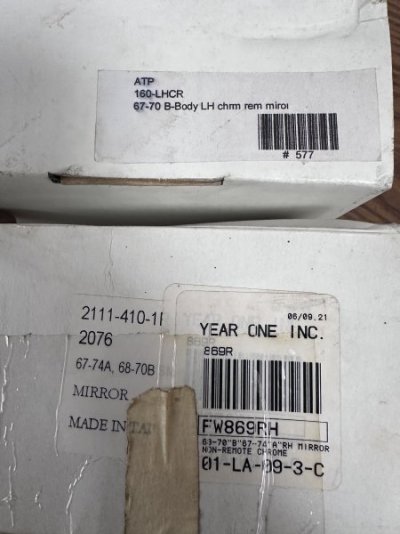 ATP
160-LHCR
67-70 B-Body LH chrm rem miror
# 577
2111-410-1
2076
67-74A, 68-70B
MIRROR
MADE IN
06/09.21
YEAR ONE INC.
869R
FW869RH
63-70"B"67-74"A"RH MIRROR
NON-REMOTE CHROME
01-LA-09-3-C